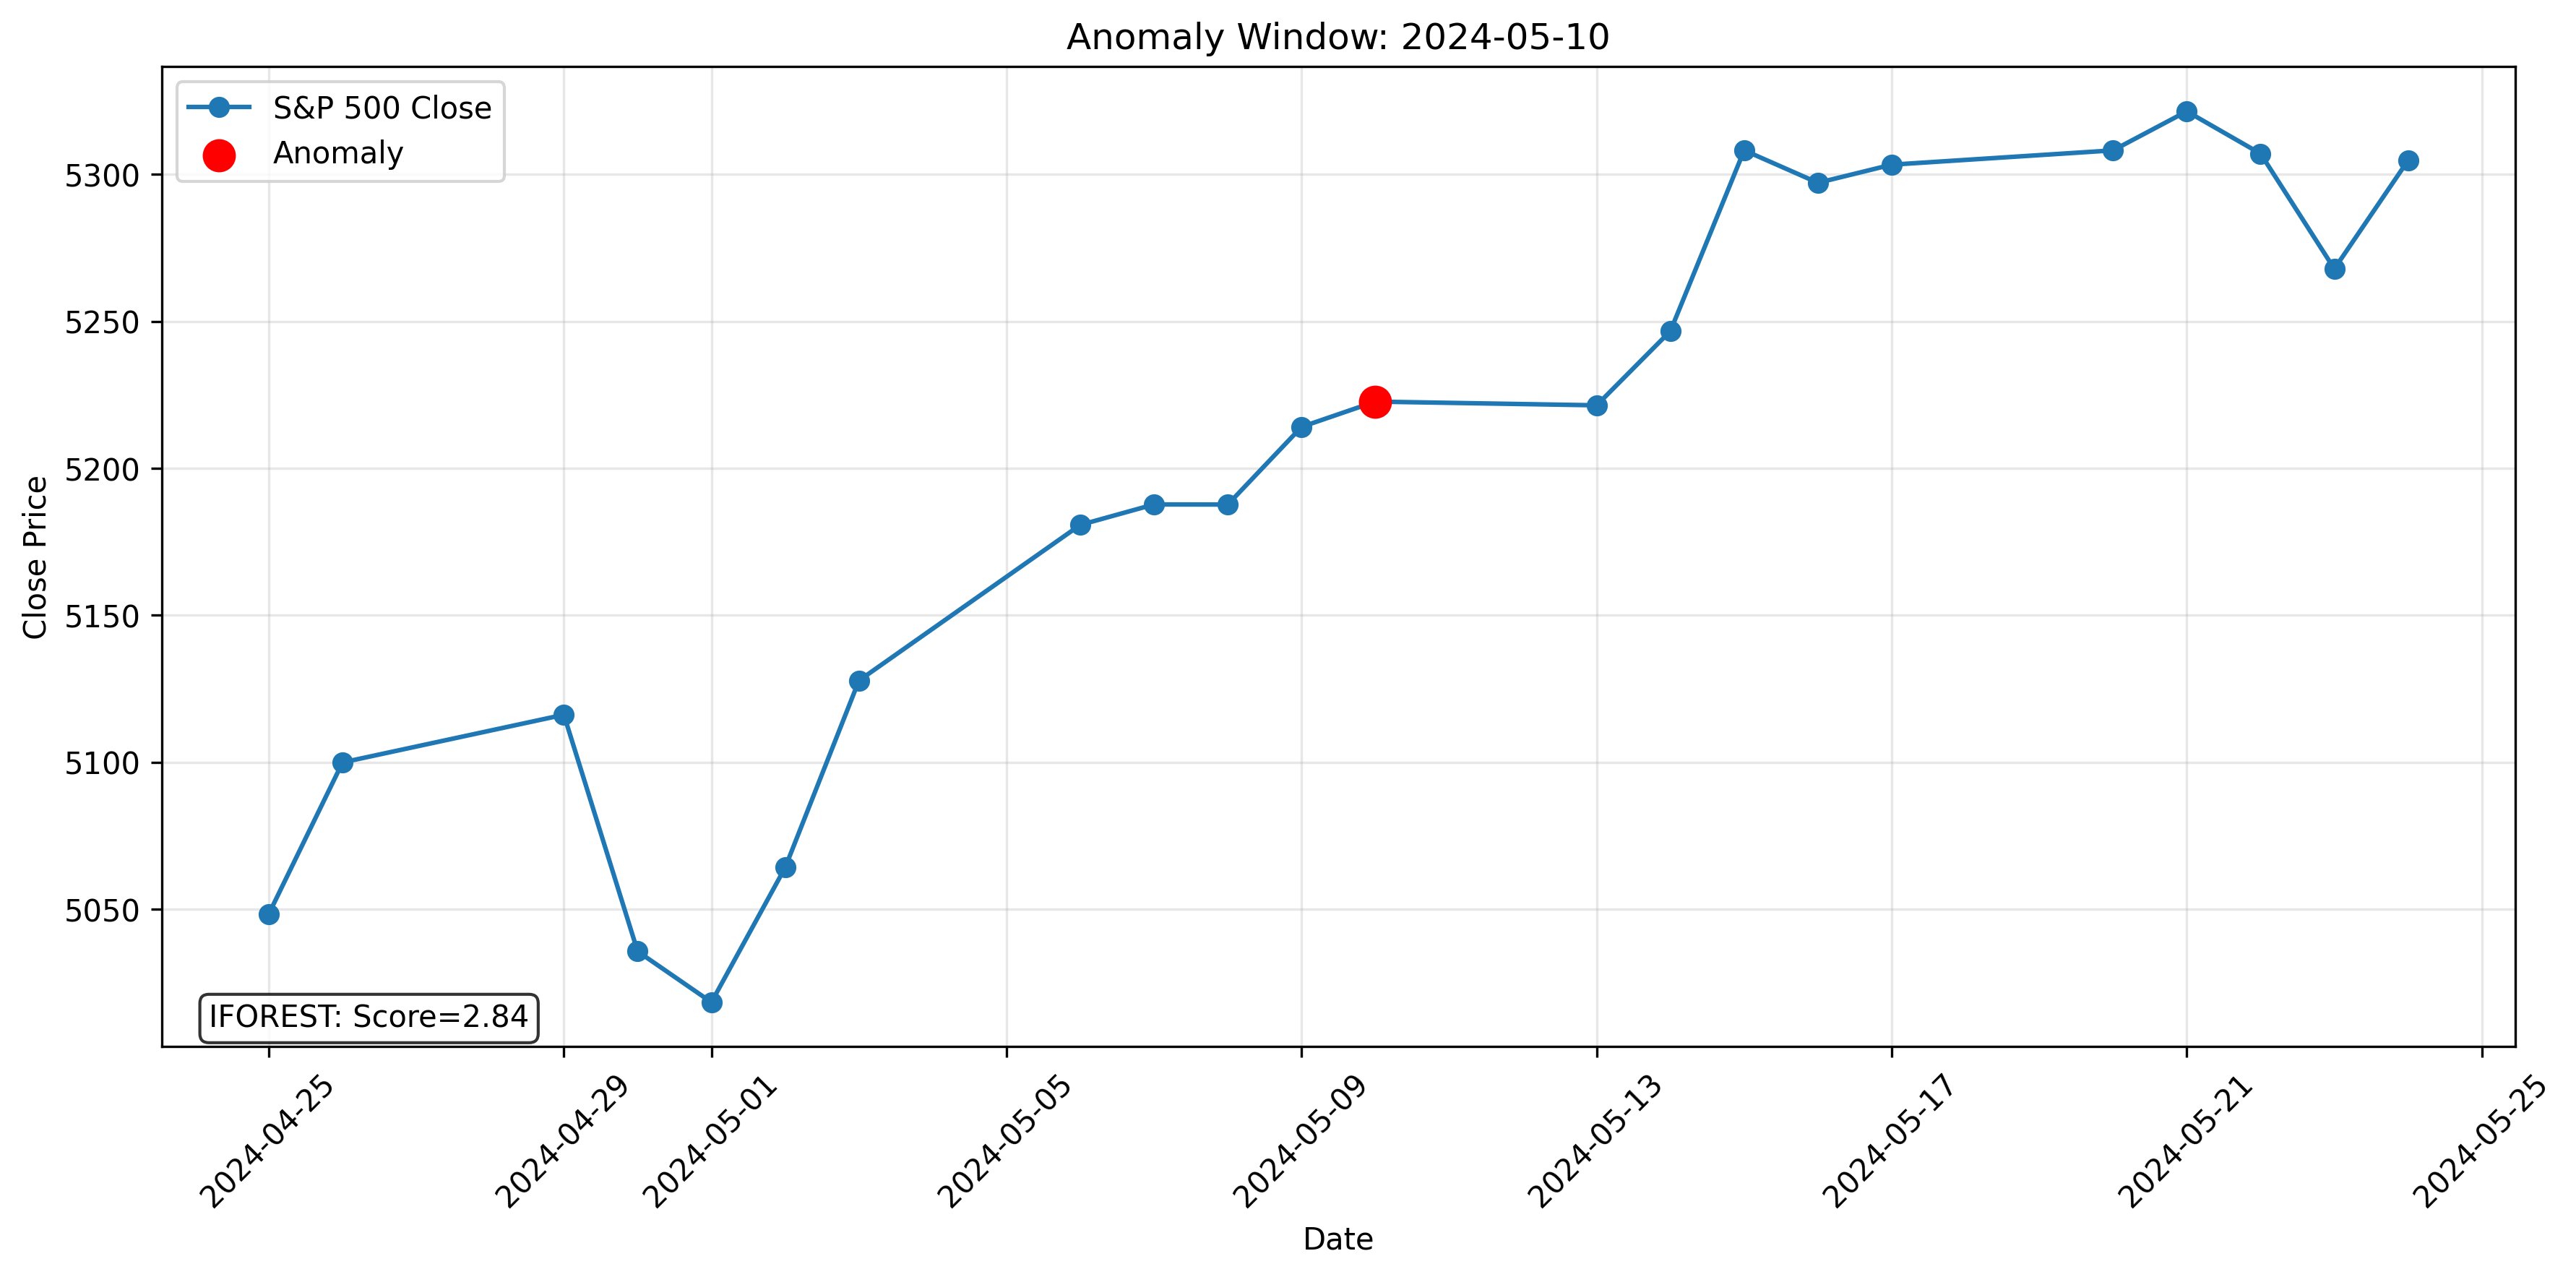 Anomaly Window: 2024-05-10
S&P 500 Close
Anomaly
5300
5250
5200
5150
5100
5050
Close Price
IFOREST: Score=2.84
2024-04-25
2024-04-29
2024-05-01
2024-05-05
2024-05-09
2024-05-13
2024-05-17
2024-05-21
2024-05-25
Date